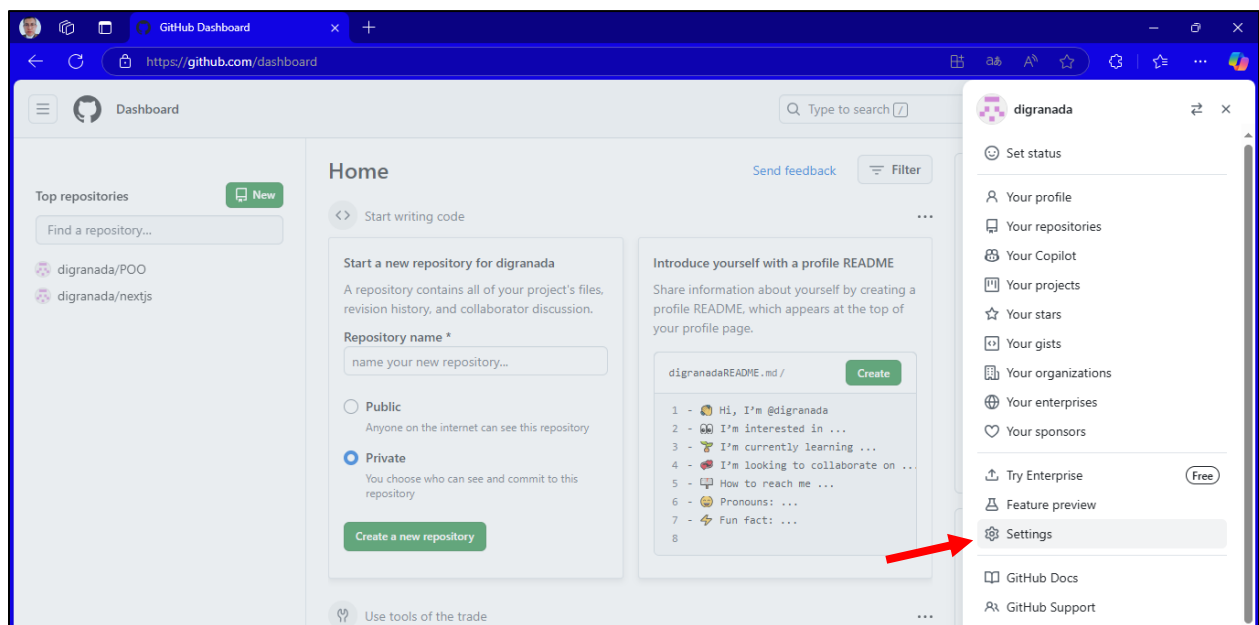 GitHub Dashboard
https://github.com/dashboard
Dashboard
Type to search /
Top repositories
New
Find a repository...
digranada/POO
digranada/nextjs
Home
Send feedback
Filter
Start writing code
Start a new repository for digranada
A repository contains all of your project's files,
revision history, and collaborator discussion.
Repository name *
name your new repository...
Public
Anyone on the internet can see this repository
Private
You choose who can see and commit to this
repository
Create a new repository
Introduce yourself with a profile README
Share information about yourself by creating a
profile README, which appears at the top of
your profile page.
digranadaREADME.md/
Create
1 - 👋 Hi, I'm @digranada
2 - 👀 I'm interested in ...
3 - 🌱 I'm currently learning ...
4 - 💞️ I'm looking to collaborate on ...
5 - 📫 How to reach me ...
6 - 😄 Pronouns: ...
7 - ⚡ Fun fact: ...
8
Use tools of the trade
digranada
Set status
Your profile
Your repositories
Your Copilot
Your projects
Your stars
Your gists
Your organizations
Your enterprises
Your sponsors
Try Enterprise
Free
Feature preview
Settings
GitHub Docs
GitHub Support